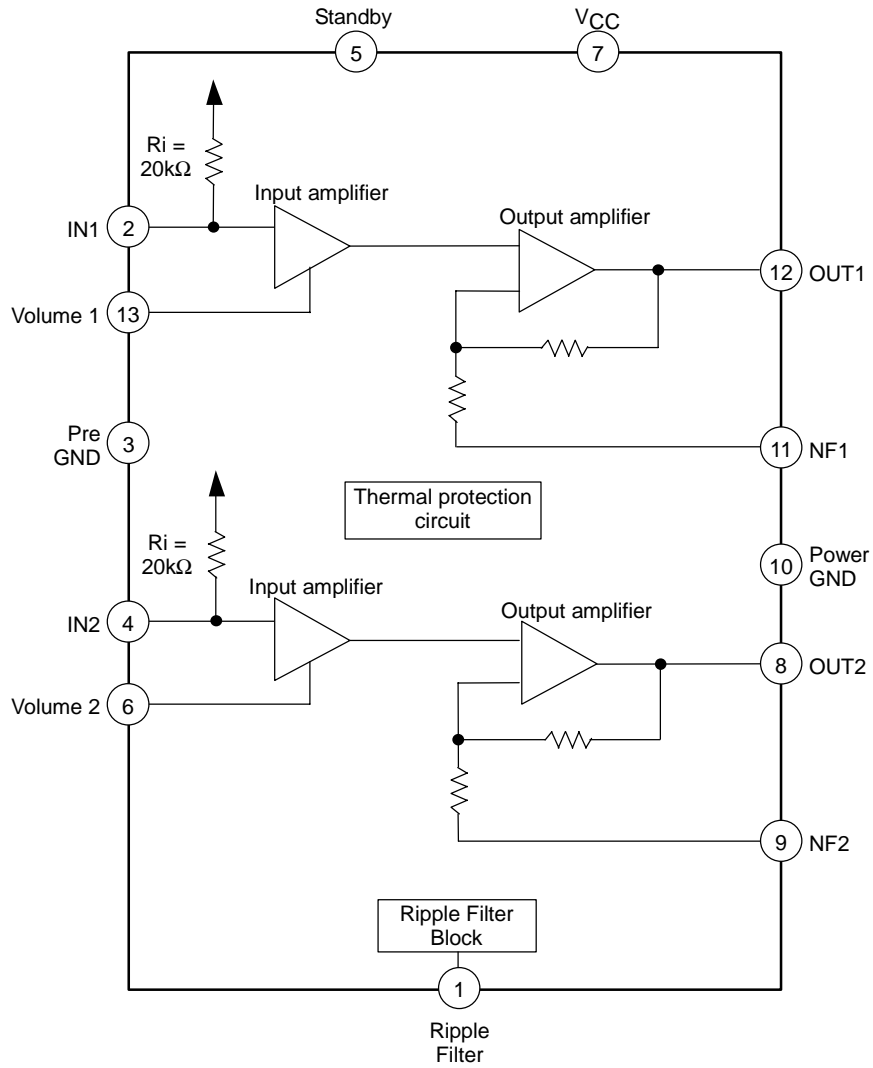 Standby
5
VCC
7
Ri =
20kΩ
Input amplifier
Output amplifier
IN1
2
12
OUT1
Volume 1
13
Pre
GND
3
11
NF1
Thermal protection
circuit
Ri =
20kΩ
Input amplifier
Output amplifier
10
Power
GND
IN2
4
8
OUT2
Volume 2
6
9
NF2
Ripple Filter
Block
1
Ripple
Filter